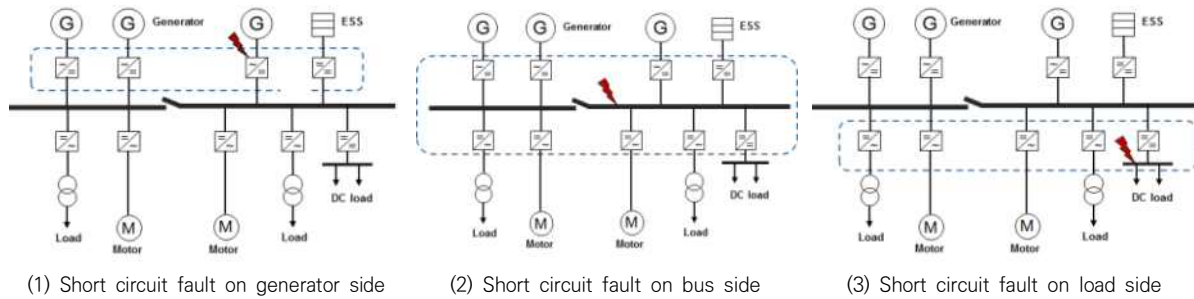 G G Generator G ESS
Load Motor Motor Load DC load
M M
(1) Short circuit fault on generator side
G G Generator G ESS
Load Motor Motor Load DC load
M M
(2) Short circuit fault on bus side
G G Generator G ESS
Load Motor Motor Load DC load
M M
(3) Short circuit fault on load side